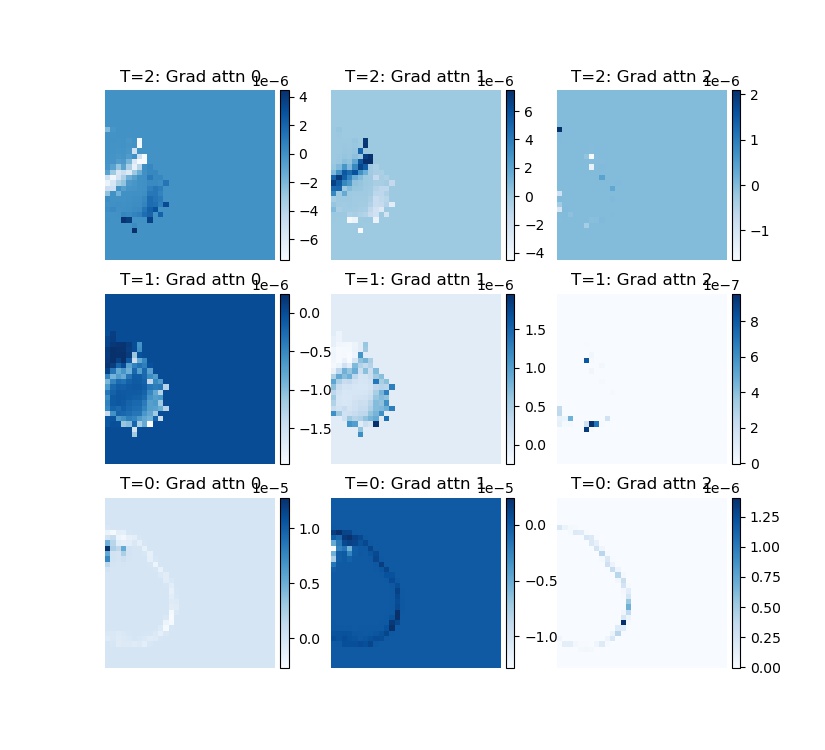 T=2: Grad attn 0
1e−6
T=2: Grad attn 1
1e−6
T=2: Grad attn 2
1e−6
4
2
0
−2
−4
−6
6
4
2
0
−2
−4
2
1
0
−1
T=1: Grad attn 0
1e−6
T=1: Grad attn 1
1e−6
T=1: Grad attn 2
1e−7
0.0
−0.5
−1.0
−1.5
1.5
1.0
0.5
0.0
8
6
4
2
0
T=0: Grad attn 0
1e−5
T=0: Grad attn 1
1e−5
T=0: Grad attn 2
1e−6
1.0
0.5
0.0
0.0
−0.5
−1.0
1.25
1.00
0.75
0.50
0.25
0.00